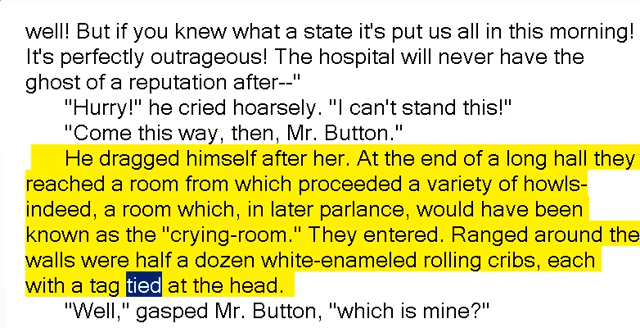 well! But if you knew what a state it's put us all in this morning!
It's perfectly outrageous! The hospital will never have the
ghost of a reputation after--"
"Hurry!" he cried hoarsely. "I can't stand this!"
"Come this way, then, Mr. Button."
He dragged himself after her. At the end of a long hall they
reached a room from which proceeded a variety of howls-
indeed, a room which, in later parlance, would have been
known as the "crying-room." They entered. Ranged around the
walls were half a dozen white-enameled rolling cribs, each
with a tag tied at the head.
"Well," gasped Mr. Button, "which is mine?"